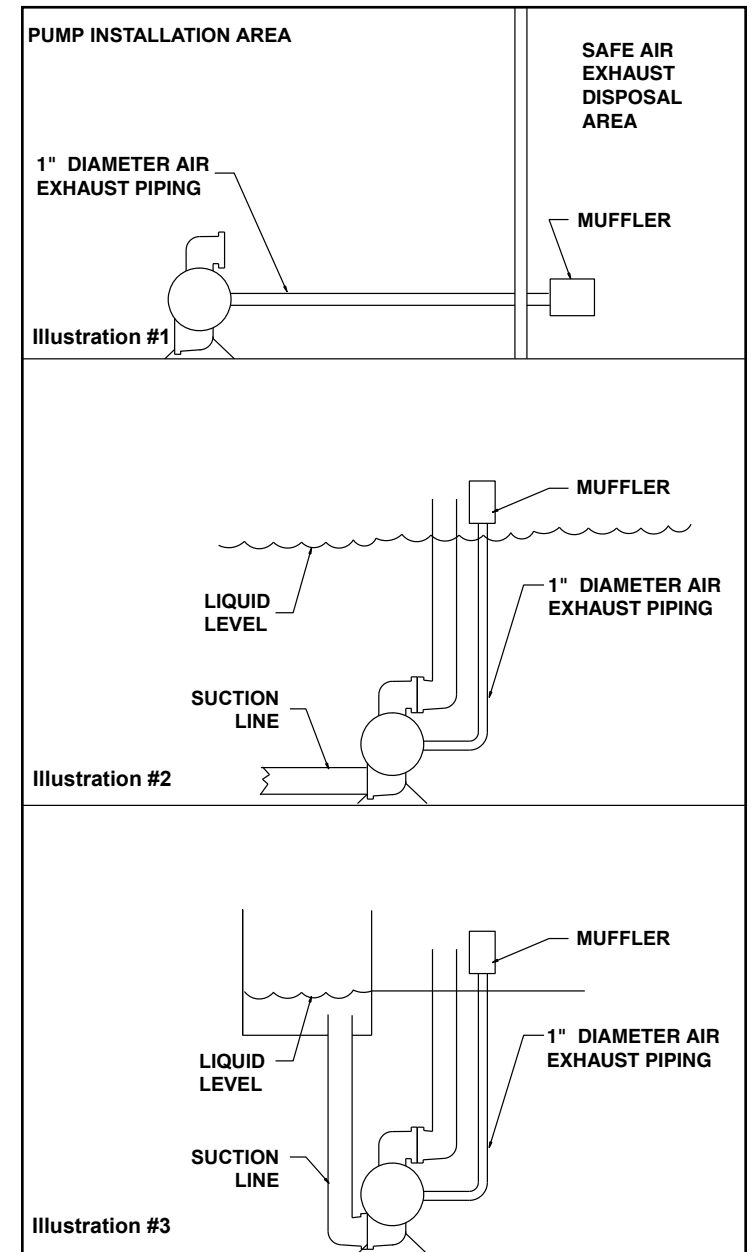 PUMP INSTALLATION AREA
SAFE AIR
EXHAUST
DISPOSAL
AREA
1" DIAMETER AIR
EXHAUST PIPING
MUFFLER
Illustration #1
MUFFLER
LIQUID
LEVEL
1" DIAMETER AIR
EXHAUST PIPING
SUCTION
LINE
Illustration #2
MUFFLER
LIQUID
LEVEL
1" DIAMETER AIR
EXHAUST PIPING
SUCTION
LINE
Illustration #3